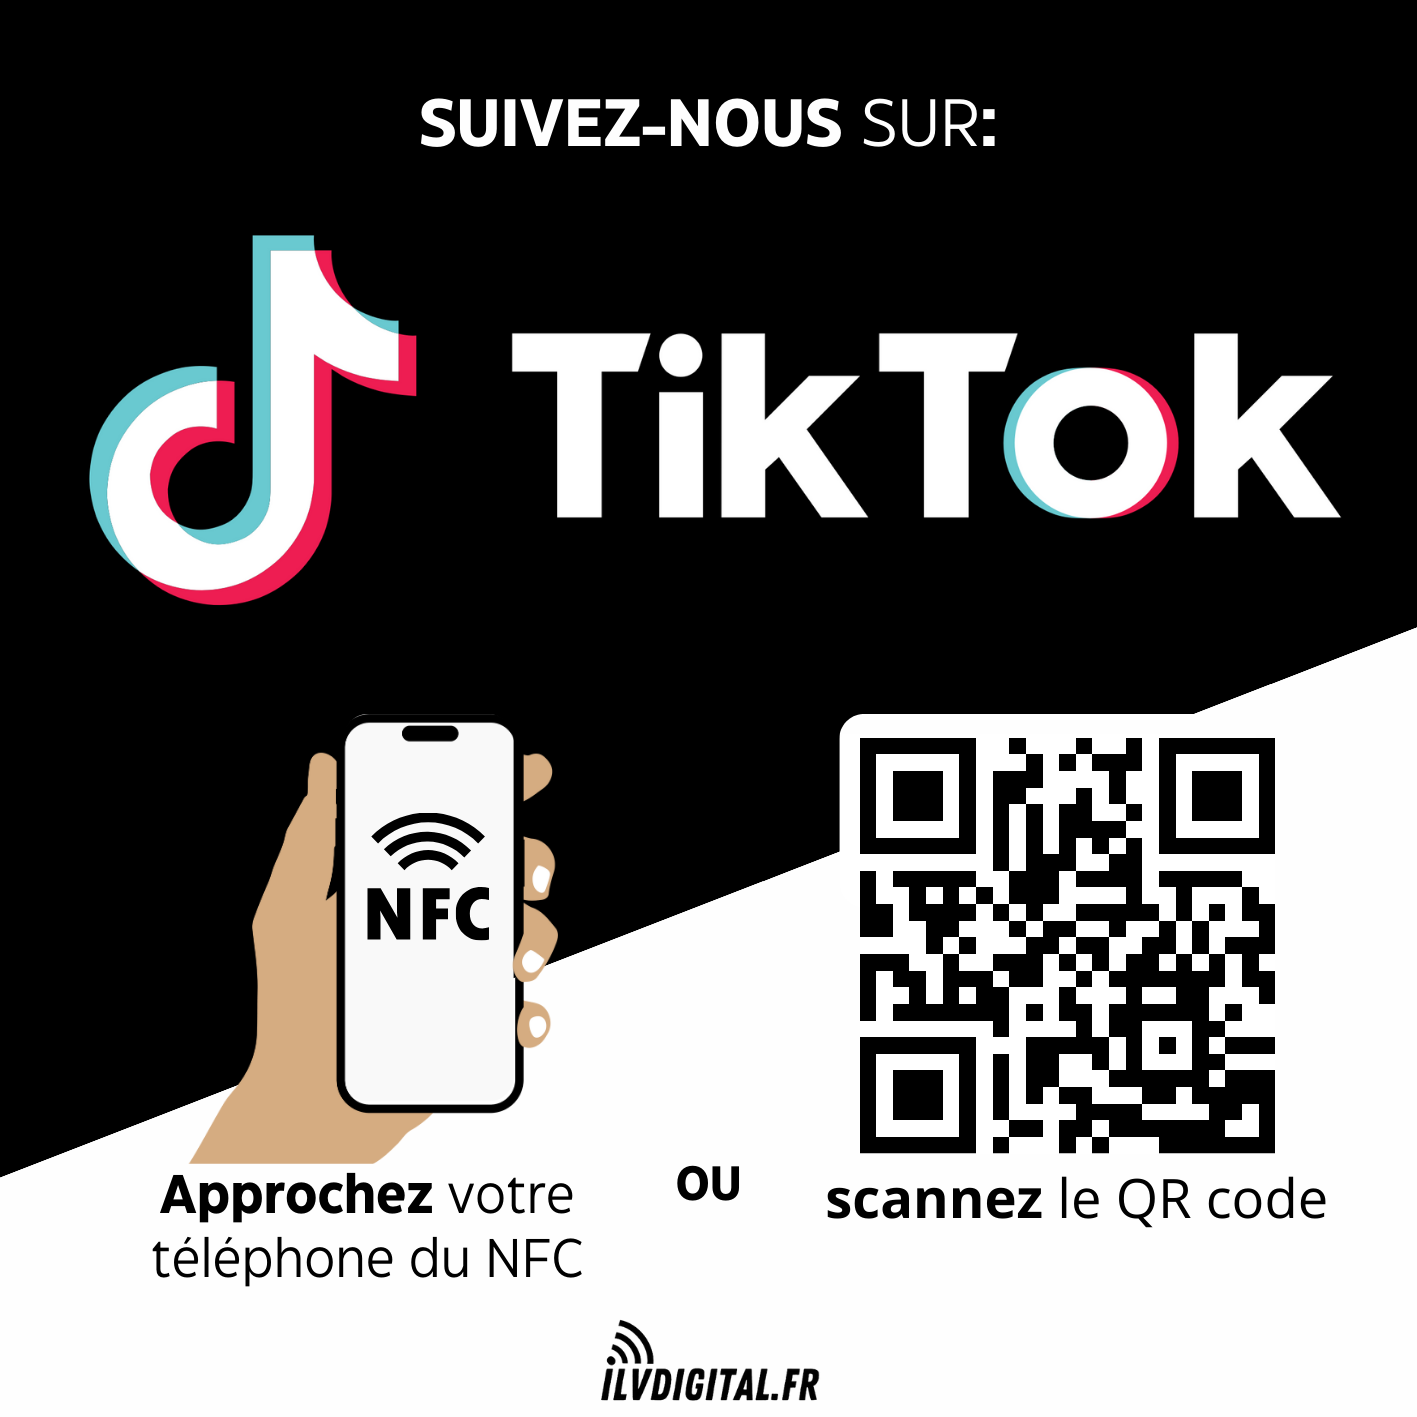 SUIVEZ-NOUS SUR:
TikTok
NFC
Approchez votre
téléphone du NFC
OU
scannez le QR code
ILVDIGITAL.FR